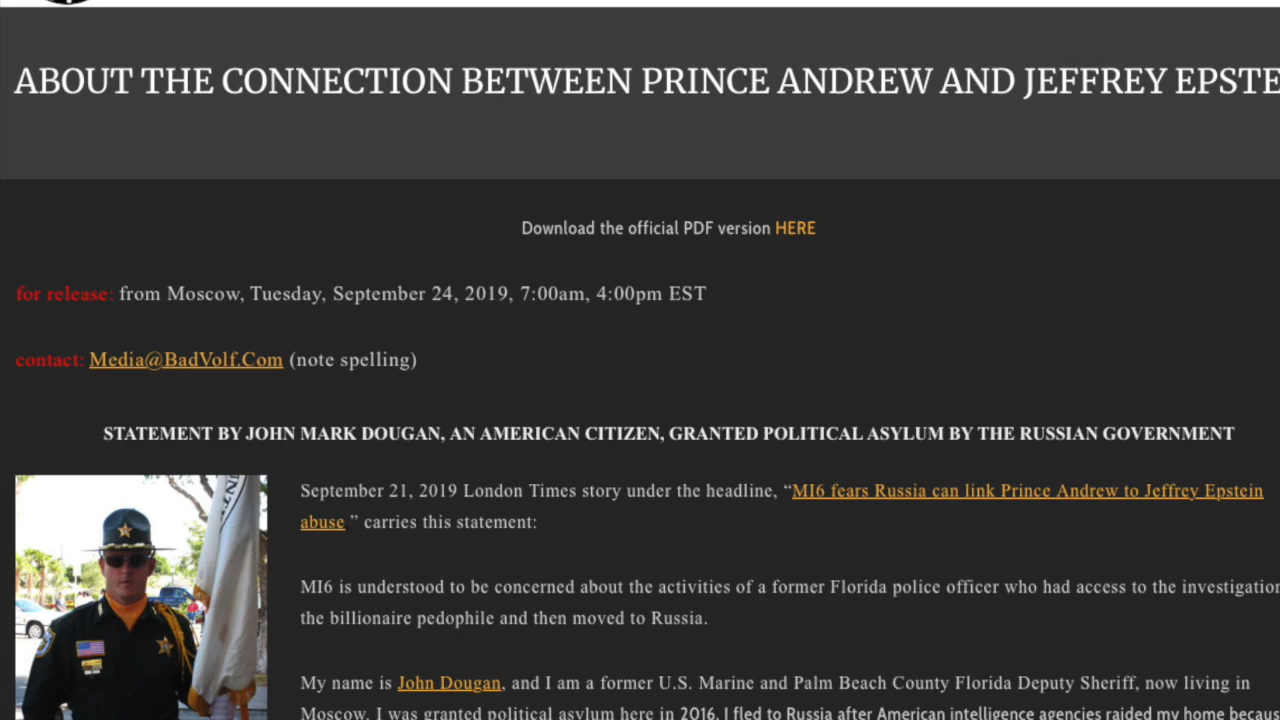 ABOUT THE CONNECTION BETWEEN PRINCE ANDREW AND JEFFREY EPSTE
Download the official PDF version HERE
for release: from Moscow, Tuesday, September 24, 2019, 7:00am, 4:00pm EST
contact: Media@BadVolf.Com (note spelling)
STATEMENT BY JOHN MARK DOUGAN, AN AMERICAN CITIZEN, GRANTED POLITICAL ASYLUM BY THE RUSSIAN GOVERNMENT
September 21, 2019 London Times story under the headline, “MI6 fears Russia can link Prince Andrew to Jeffrey Epstein
abuse ” carries this statement:
MI6 is understood to be concerned about the activities of a former Florida police officer who had access to the investigation
the billionaire pedophile and then moved to Russia.
My name is John Dougan, and I am a former U.S. Marine and Palm Beach County Florida Deputy Sheriff, now living in
Moscow. I was granted political asylum here in 2016. I fled to Russia after American intelligence agencies raided my home becaus